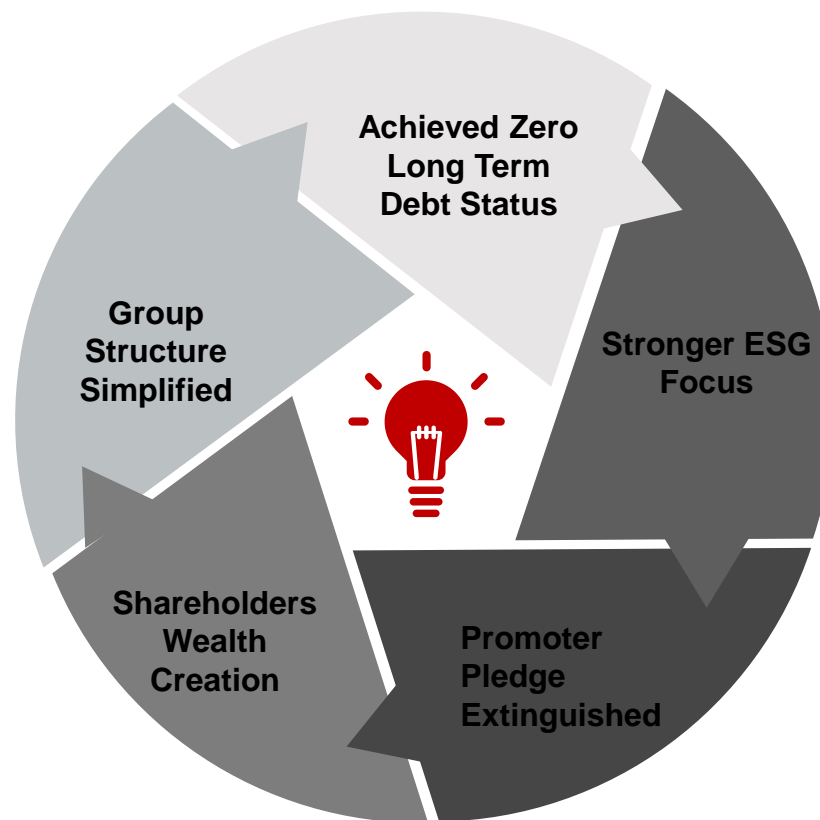 Achieved Zero
Long Term
Debt Status
Stronger ESG
Focus
Promoter
Pledge
Extinguished
Shareholders
Wealth
Creation
Group
Structure
Simplified